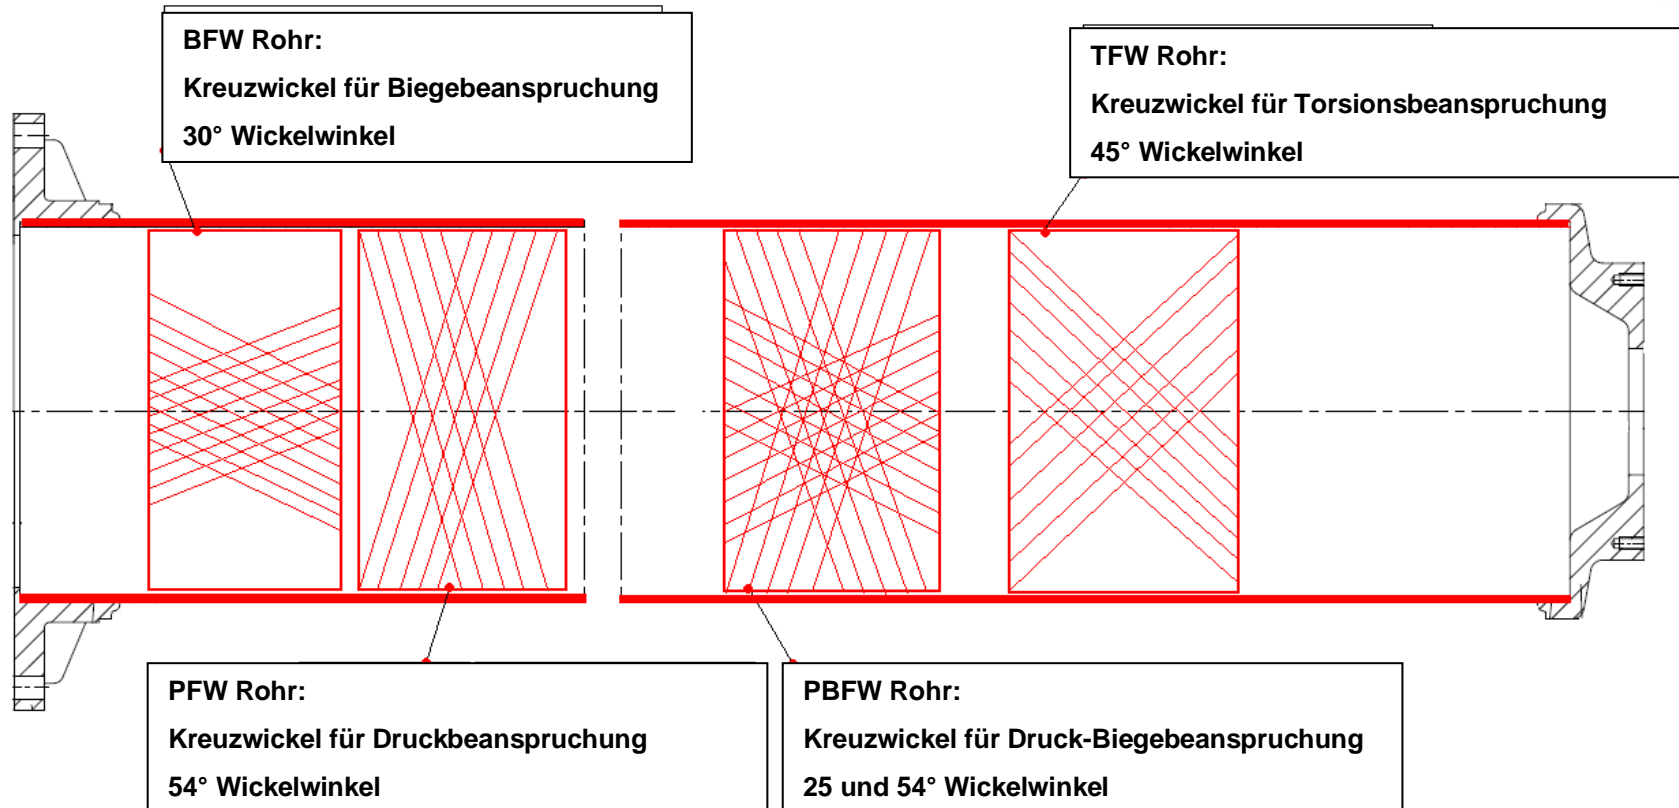 BFW Rohr:
Kreuzwickel für Biegebeanspruchung
30° Wickelwinkel
TFW Rohr:
Kreuzwickel für Torsionsbeanspruchung
45° Wickelwinkel
PFW Rohr:
Kreuzwickel für Druckbeanspruchung
54° Wickelwinkel
PBFW Rohr:
Kreuzwickel für Druck-Biegebeanspruchung
25 und 54° Wickelwinkel